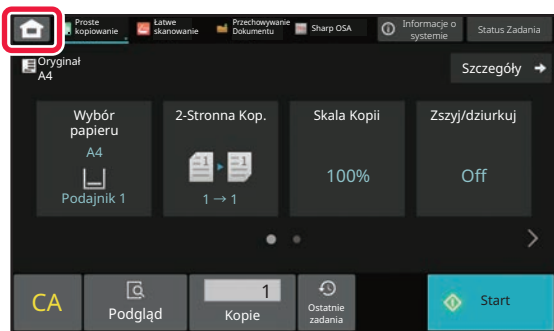 Proste
kopiowanie
Łatwe
skanowanie
Przechowywanie
Dokumentu
Sharp OSA
Informacje o
systemie
Status Zadania
Oryginał
A4
Szczegóły
Wybór
papieru
A4
Podajnik 1
2-Stronna Kop.
1 1
1 → 1
Skala Kopii
100%
Zszyj/dziurkuj
Off
CA
Podgląd
1
Kopie
Ostatnie
zadania
Start